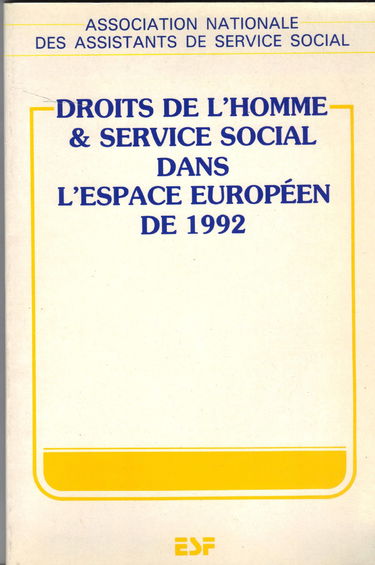 ASSOCIATION NATIONALE
DES ASSISTANTS DE SERVICE SOCIAL
DROITS DE L'HOMME
& SERVICE SOCIAL
DANS
L'ESPACE EUROPÉEN
DE 1992
ESF